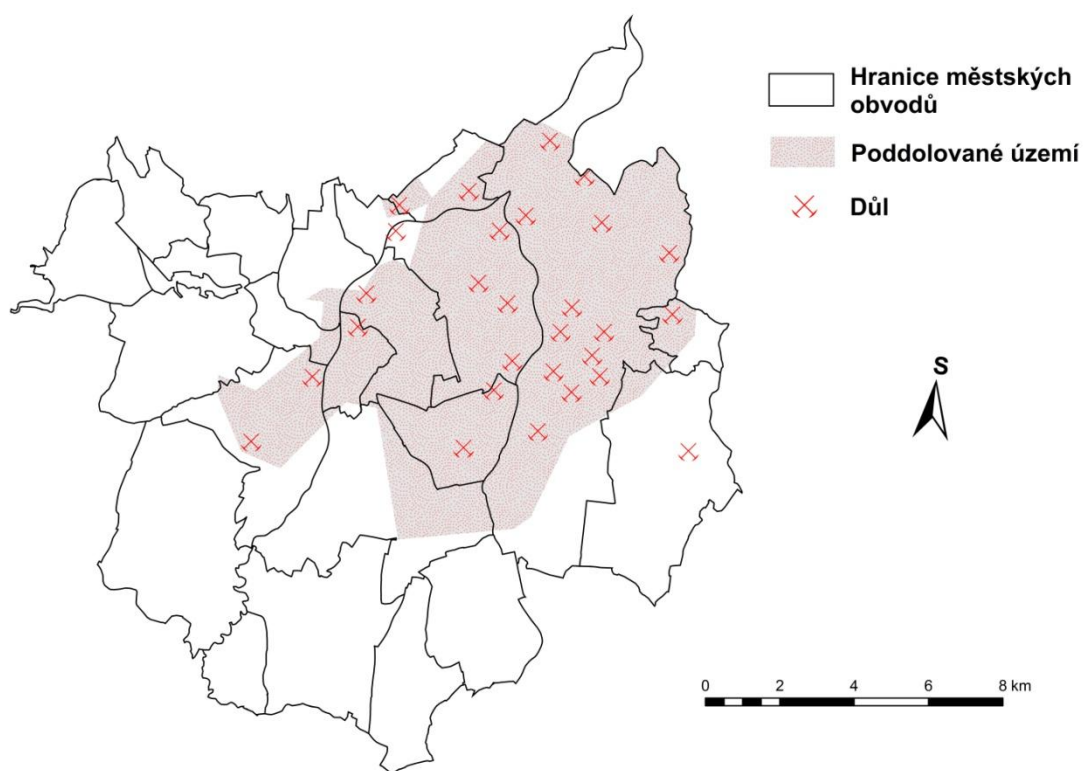 Hranice městských
obvodů
Poddolované území
Důl
S
0 2 4 6 8 km